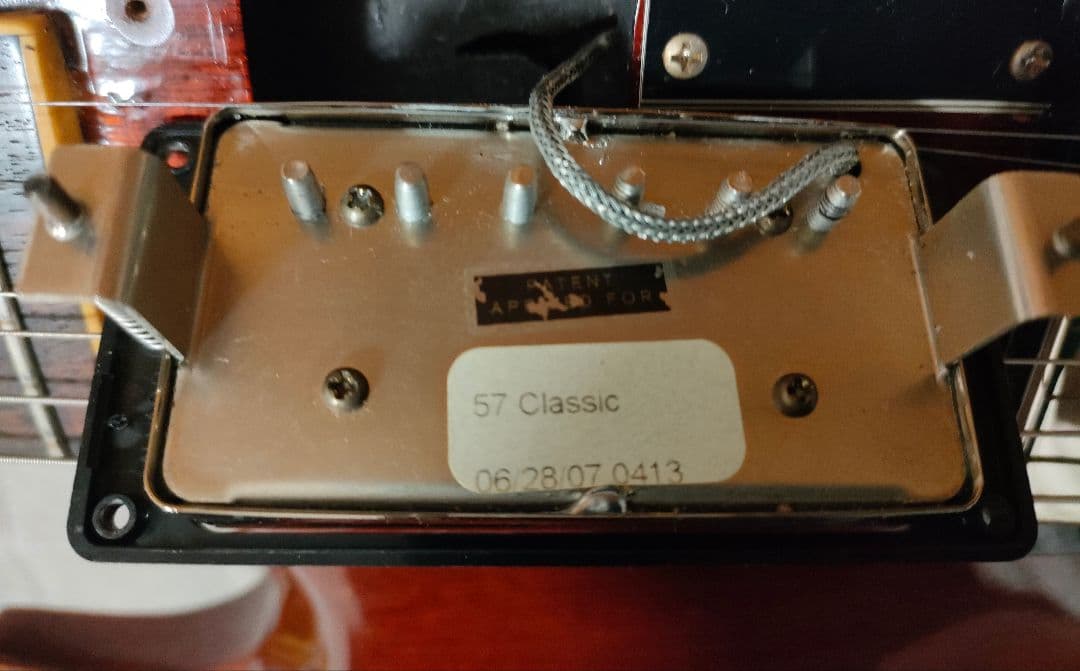 PATENT
FOR
57 Classic
06/28/07 0413